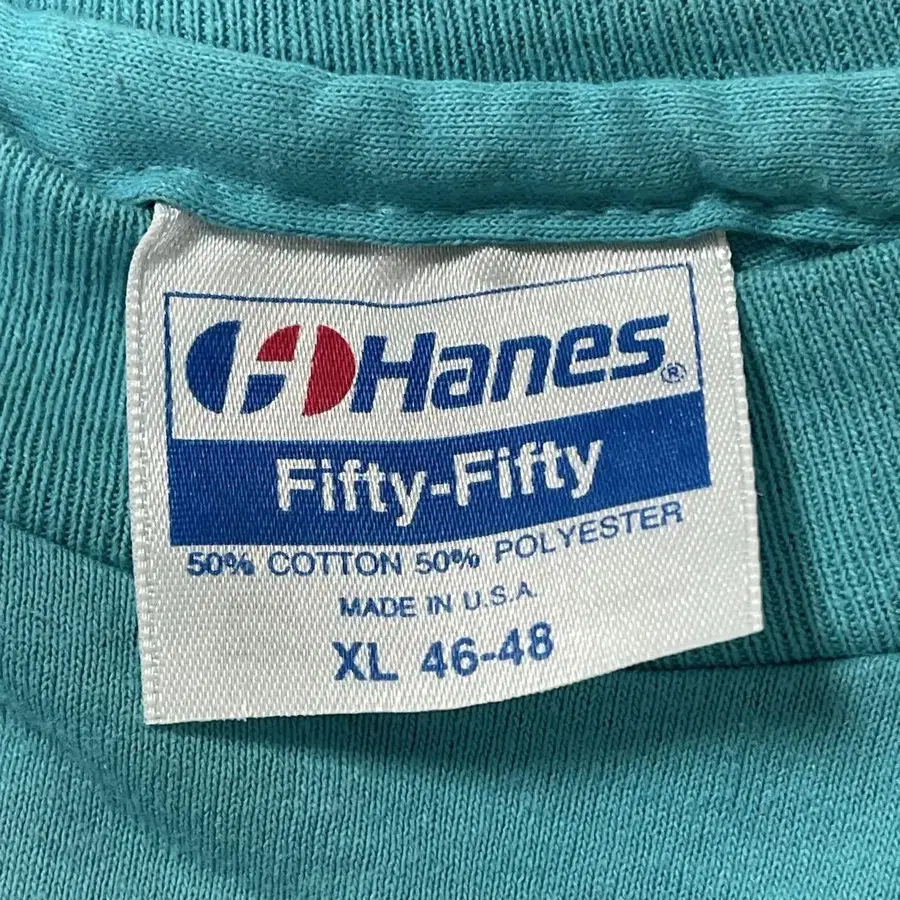 Hanes®
Fifty-Fifty
50% COTTON 50% POLYESTER
MADE IN U.S.A.
XL 46-48